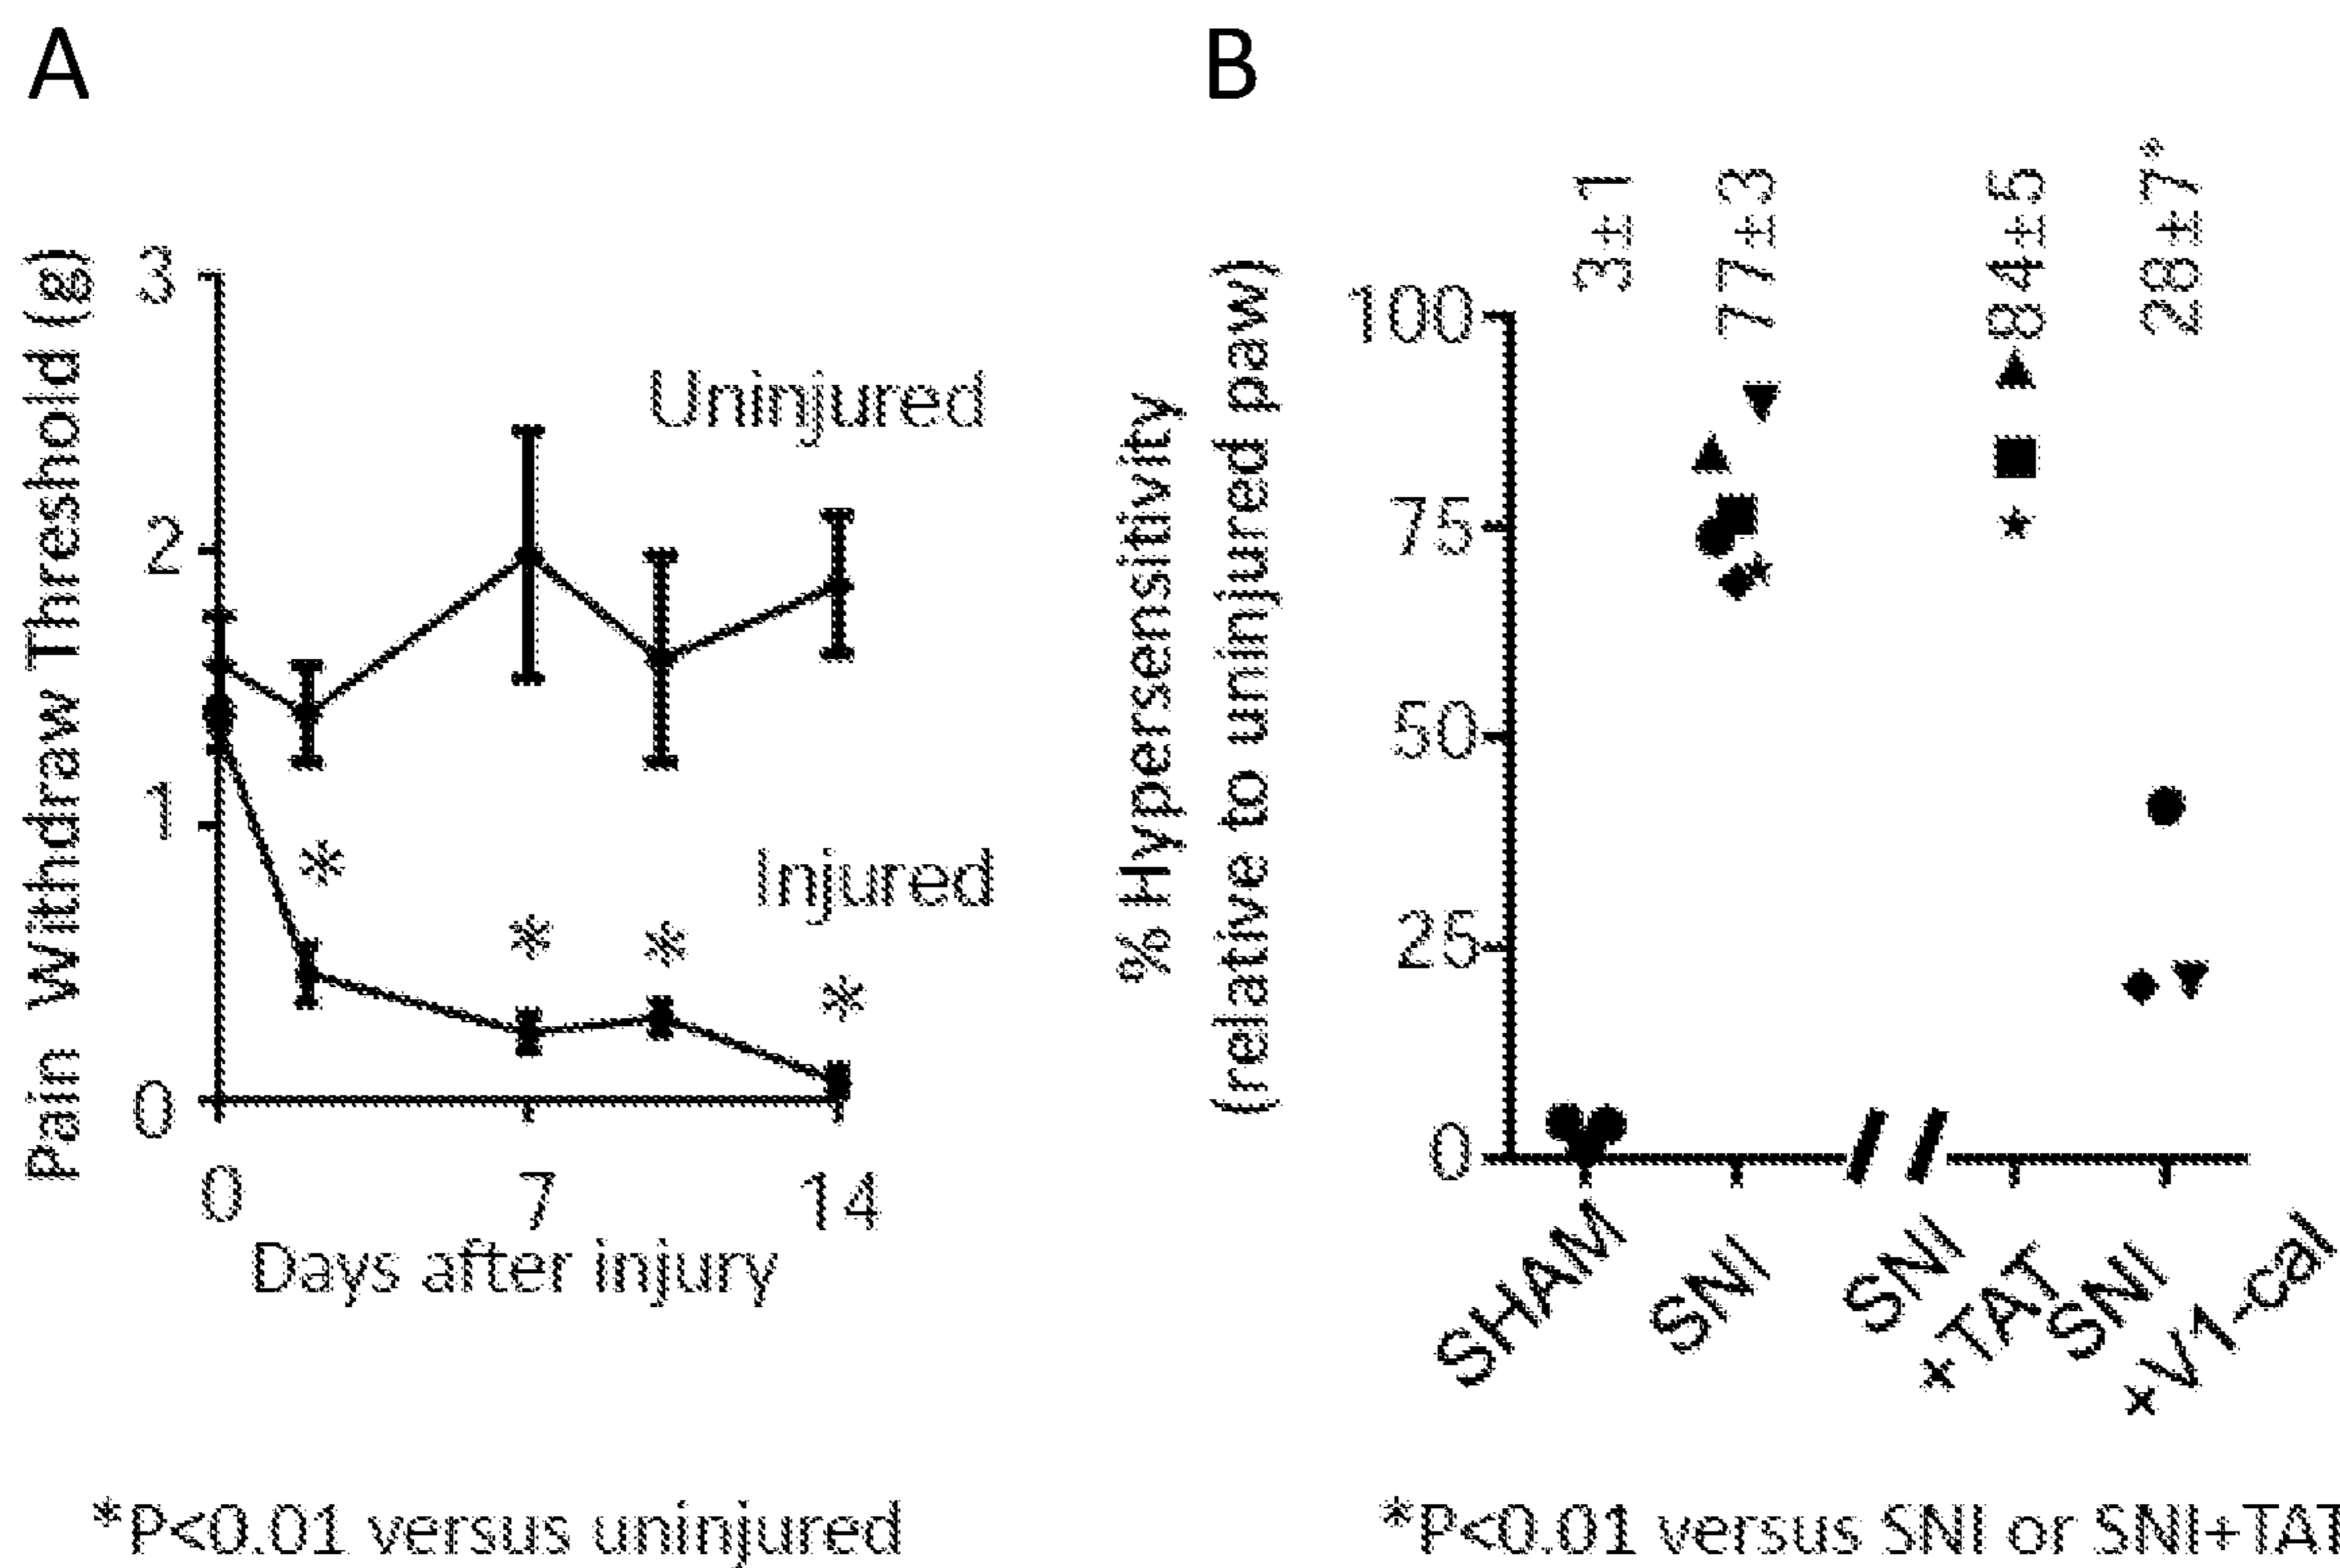 A
Pain Withdraw Threshold (g)
3
2
1
0
Uninjured
Injured
*
*
*
*
0 7 14
Days after injury
*P<0.01 versus uninjured
B
% Hypersensitivity
(relative to uninjured paw)
100
75
50
25
0
3±1
77±3
84±5
28±7*
SHAM
SNI
SNI
+TAT
SNI
+V1-cal
*P<0.01 versus SNI or SNI+TAT